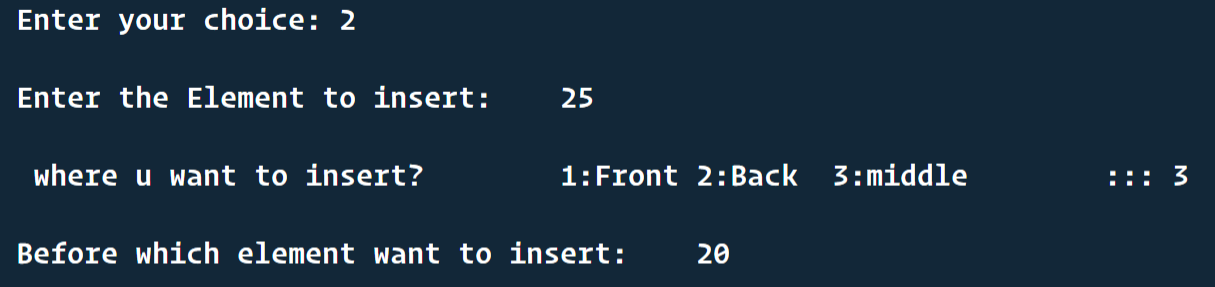 Enter your choice: 2
Enter the Element to insert: 25
where u want to insert? 1:Front 2:Back 3:middle ::: 3
Before which element want to insert: 20